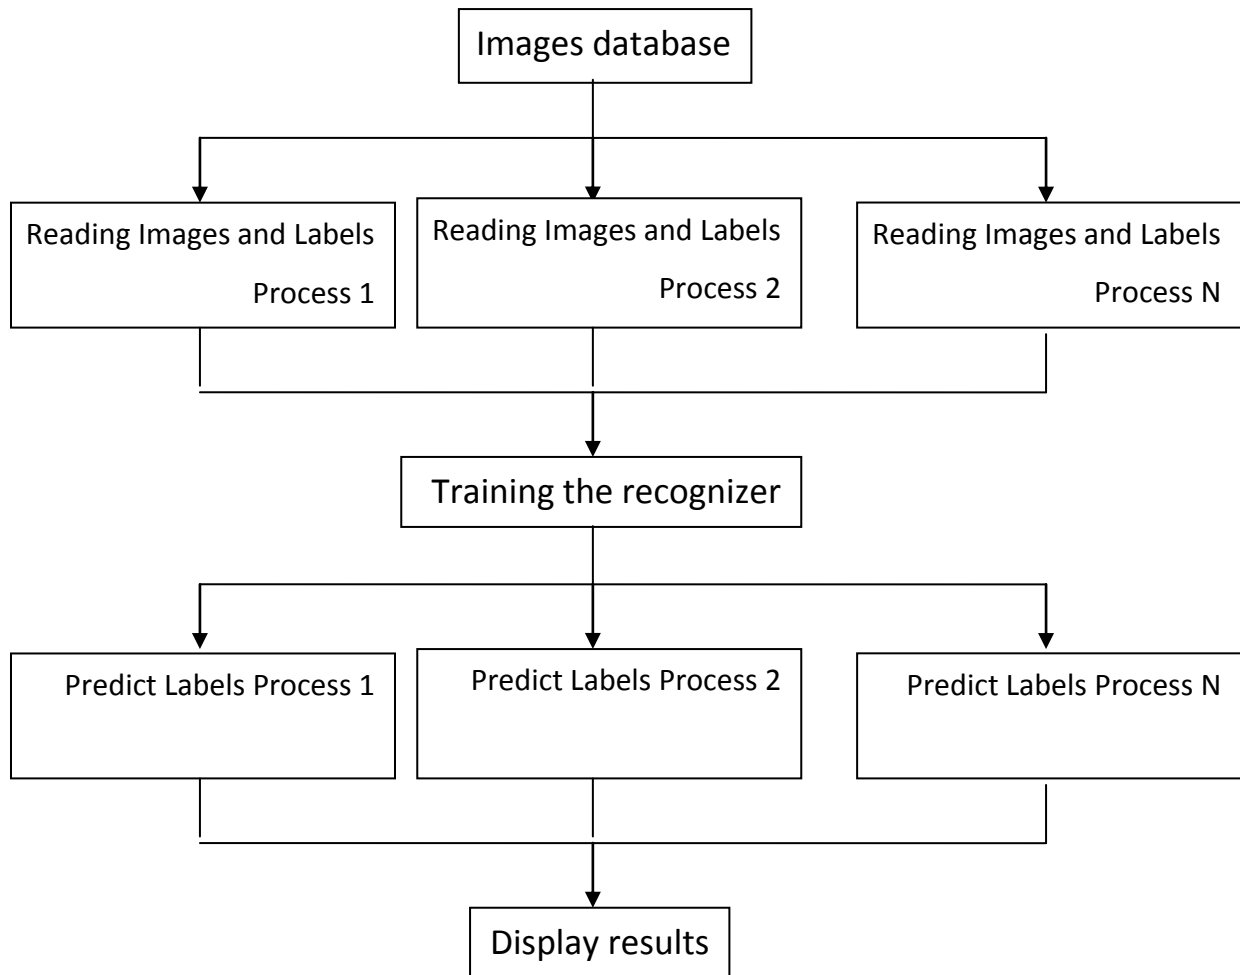 Images database
Reading Images and Labels
Process 1
Reading Images and Labels
Process 2
Reading Images and Labels
Process N
Training the recognizer
Predict Labels Process 1
Predict Labels Process 2
Predict Labels Process N
Display results